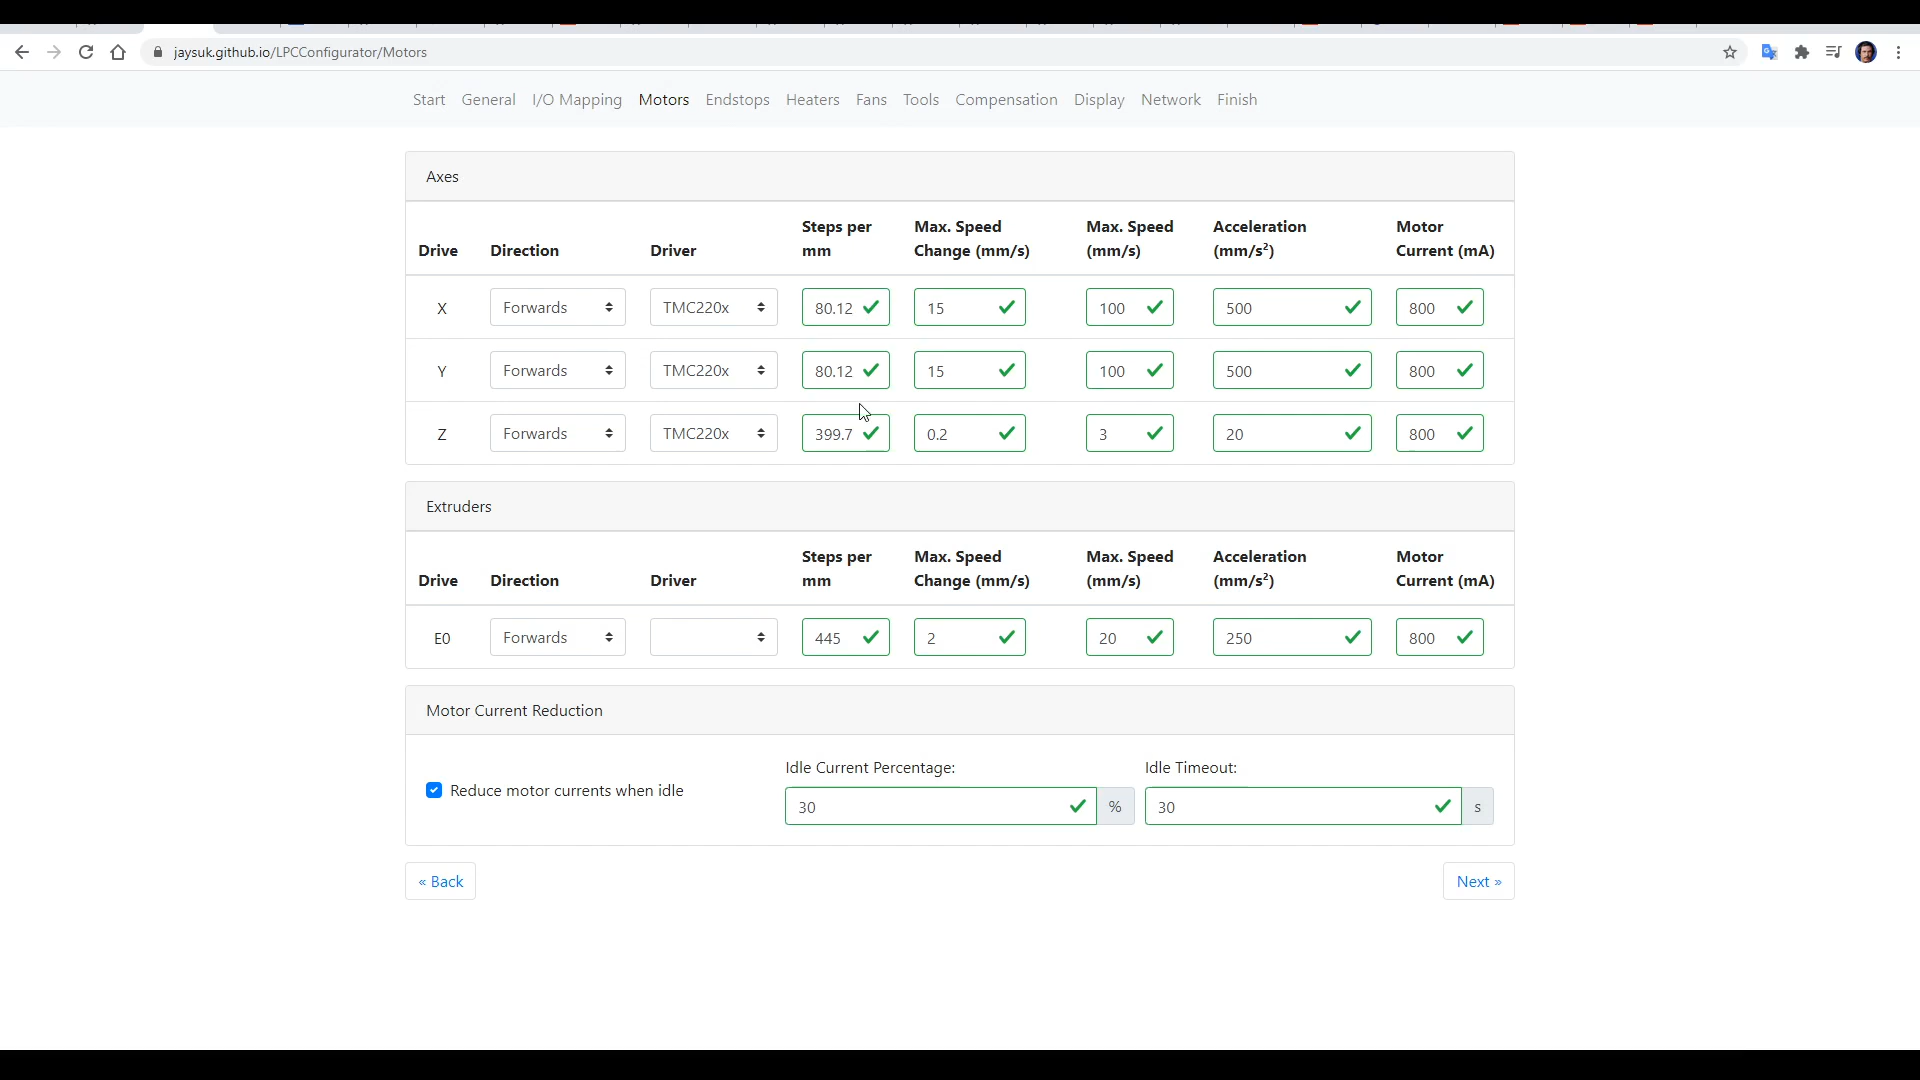 jaysuk.github.io/LPCConfigurator/Motors
Start General I/O Mapping Motors Endstops Heaters Fans Tools Compensation Display Network Finish
Axes
Drive Direction Driver Steps per mm Max. Speed Change (mm/s) Max. Speed (mm/s) Acceleration (mm/s²) Motor Current (mA)
X Forwards TMC220x 80.12 15 100 500 800
Y Forwards TMC220x 80.12 15 100 500 800
Z Forwards TMC220x 399.7 0.2 3 20 800
Extruders
Drive Direction Driver Steps per mm Max. Speed Change (mm/s) Max. Speed (mm/s) Acceleration (mm/s²) Motor Current (mA)
E0 Forwards 445 2 20 250 800
Motor Current Reduction
Idle Current Percentage: Idle Timeout:
Reduce motor currents when idle 30 % 30 s
« Back Next »